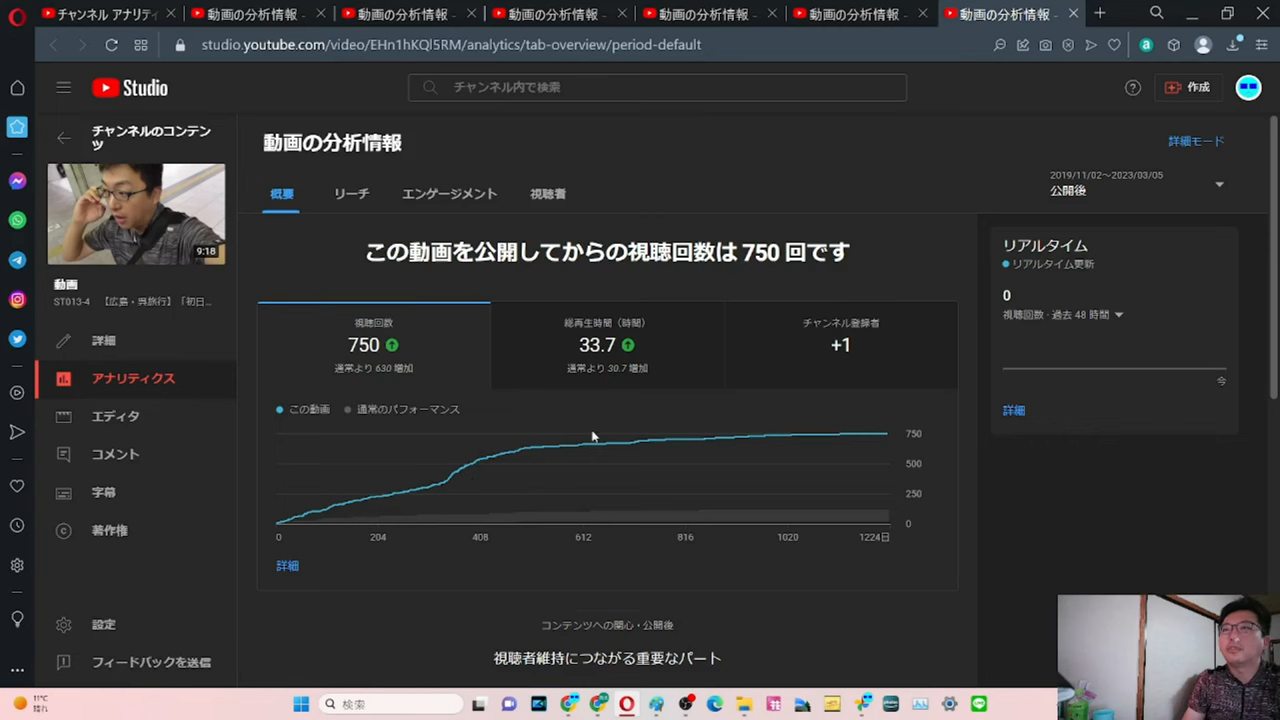 チャンネル アナリティ
動画の分析情報 -
動画の分析情報 -
動画の分析情報 -
動画の分析情報 -
動画の分析情報 -
動画の分析情報 -
studio.youtube.com/video/EHn1hKQl5RM/analytics/tab-overview/period-default
Studio
チャンネル内で検索
作成
チャンネルのコンテン
ツ
9:18
動画
ST013-4 【広島・呉旅行】「初日...
詳細
アナリティクス
エディタ
コメント
字幕
著作権
設定
フィードバックを送信
動画の分析情報
詳細モード
概要
リーチ
エンゲージメント
視聴者
2019/11/02～2023/03/05
公開後
この動画を公開してからの視聴回数は 750 回です
視聴回数
750
通常より 630 増加
総再生時間（時間）
33.7
通常より 30.7 増加
チャンネル登録者
+1
この動画
通常のパフォーマンス
750
500
250
0
0
204
408
612
816
1020
1224日
詳細
コンテンツへの関心・公開後
視聴者維持につながる重要なパート
リアルタイム
リアルタイム更新
0
視聴回数・過去 48 時間
今
詳細
11°C
晴れ
検索